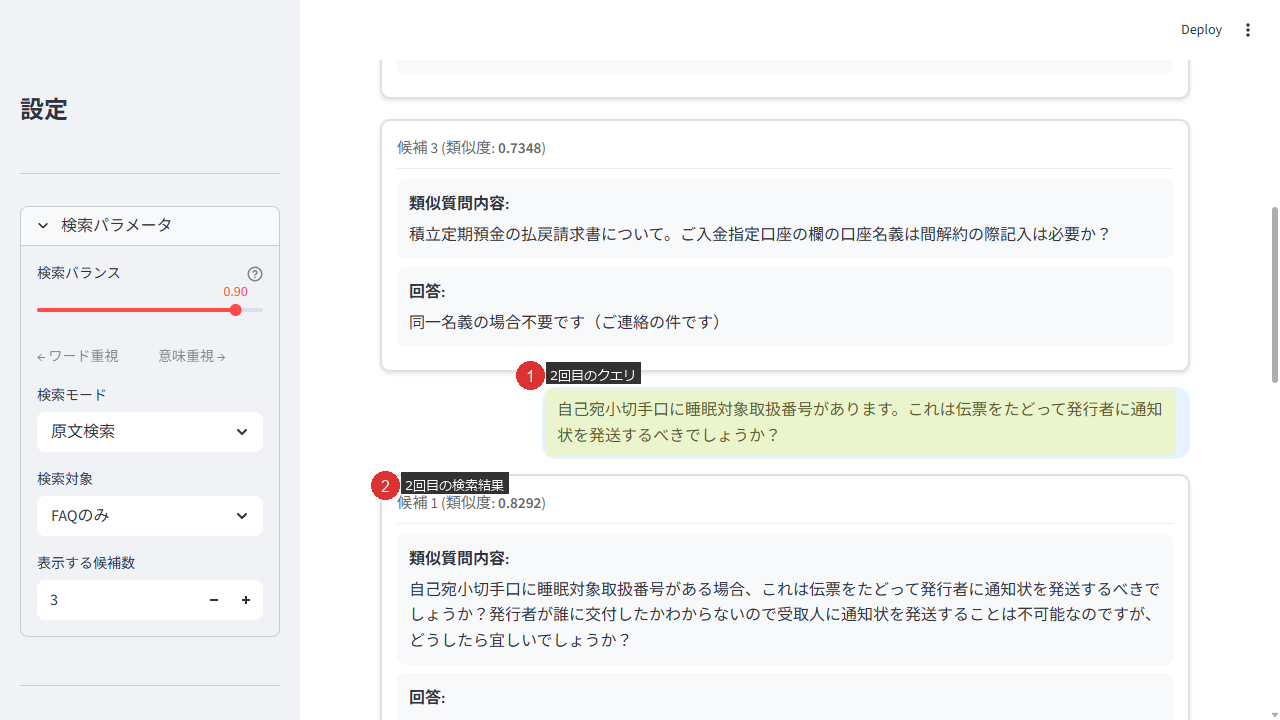 Deploy
設定
検索パラメータ
検索バランス
0.90
←ワード重視 意味重視→
検索モード
原文検索
検索対象
FAQのみ
表示する候補数
3
候補 3 (類似度: 0.7348)
類似質問内容:
積立定期預金の払戻請求書について。ご入金指定口座の欄の口座名義は間解約の際記入は必要か？
回答:
同一名義の場合不要です（ご連絡の件です）
1 2回目のクエリ
自己宛小切手口に睡眠対象取扱番号があります。これは伝票をたどって発行者に通知
状を発送するべきでしょうか？
2 2回目の検索結果
候補 1 (類似度: 0.8292)
類似質問内容:
自己宛小切手口に睡眠対象取扱番号がある場合、これは伝票をたどって発行者に通知状を発送するべきで
しょうか？発行者が誰に交付したかわからないので受取人に通知状を発送することは不可能なのですが、
どうしたら宜しいでしょうか？
回答: